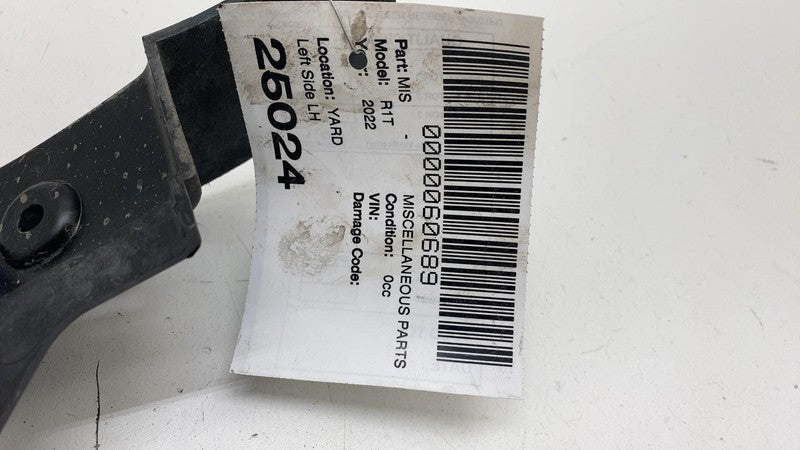 0000060689
Part: MIS - MISCELLANEOUS PARTS
Model: R1T Condition: 0cc
Year: 2022 VIN:
Damage Code:
Location: YARD
Left Side LH
25024